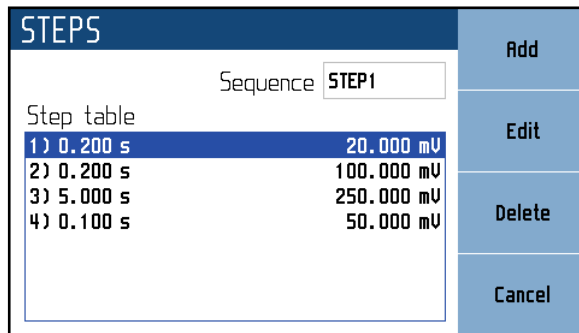 STEPS
Sequence STEP1
Step table
1) 0.200 s 20.000 mV
2) 0.200 s 100.000 mV
3) 5.000 s 250.000 mV
4) 0.100 s 50.000 mV
Add
Edit
Delete
Cancel